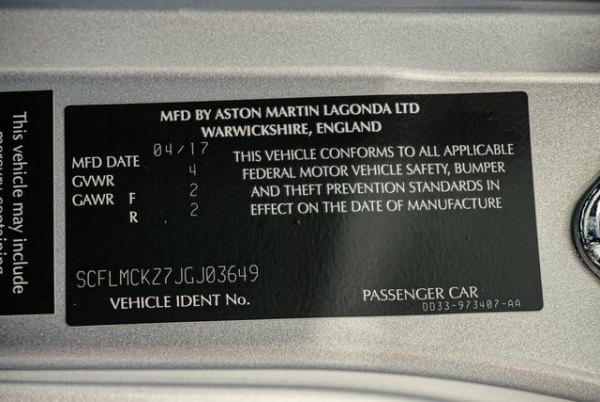 MFD BY ASTON MARTIN LAGONDA LTD
WARWICKSHIRE, ENGLAND
MFD DATE 04/17
GVWR 4
GAWR F 2
R 2
THIS VEHICLE CONFORMS TO ALL APPLICABLE
FEDERAL MOTOR VEHICLE SAFETY, BUMPER
AND THEFT PREVENTION STANDARDS IN
EFFECT ON THE DATE OF MANUFACTURE
SCFLMCKZ7JGJ03649
VEHICLE IDENT No.
PASSENGER CAR
DD33-973407-AA
This vehicle may include
mercury containing